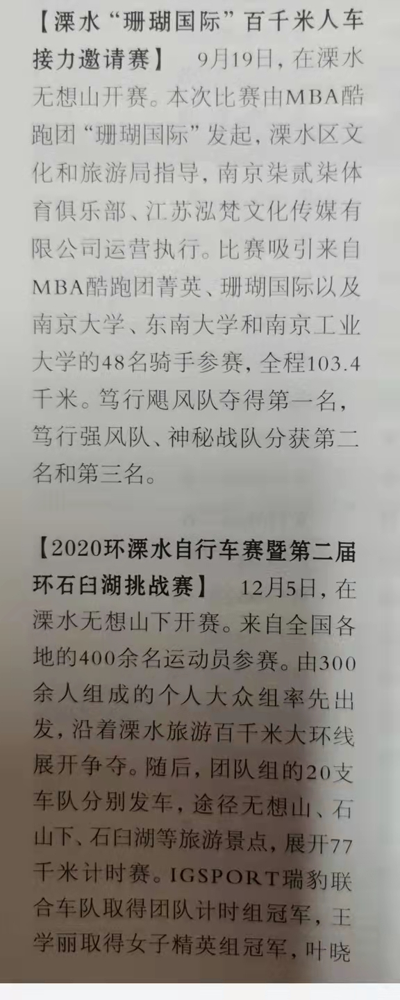 【溧水“珊瑚国际”百千米人车
接力邀请赛】 9月19日，在溧水
无想山开赛。本次比赛由MBA酷
跑团“珊瑚国际”发起，溧水区文
化和旅游局指导，南京柒贰柒体
育俱乐部、江苏泓梵文化传媒有
限公司运营执行。比赛吸引来自
MBA酷跑团菁英、珊瑚国际以及
南京大学、东南大学和南京工业
大学的48名骑手参赛，全程103.4
千米。笃行飓风队夺得第一名，
笃行强风队、神秘战队分获第二
名和第三名。
【2020环溧水自行车赛暨第二届
环石臼湖挑战赛】 12月5日，在
溧水无想山下开赛。来自全国各
地的400余名运动员参赛。由300
余人组成的个人大众组率先出
发，沿着溧水旅游百千米大环线
展开争夺。随后，团队组的20支
车队分别发车，途径无想山、石
山下、石臼湖等旅游景点，展开77
千米计时赛。IGSPORT瑞豹联
合车队取得团队计时组冠军，王
学丽取得女子精英组冠军，叶晓